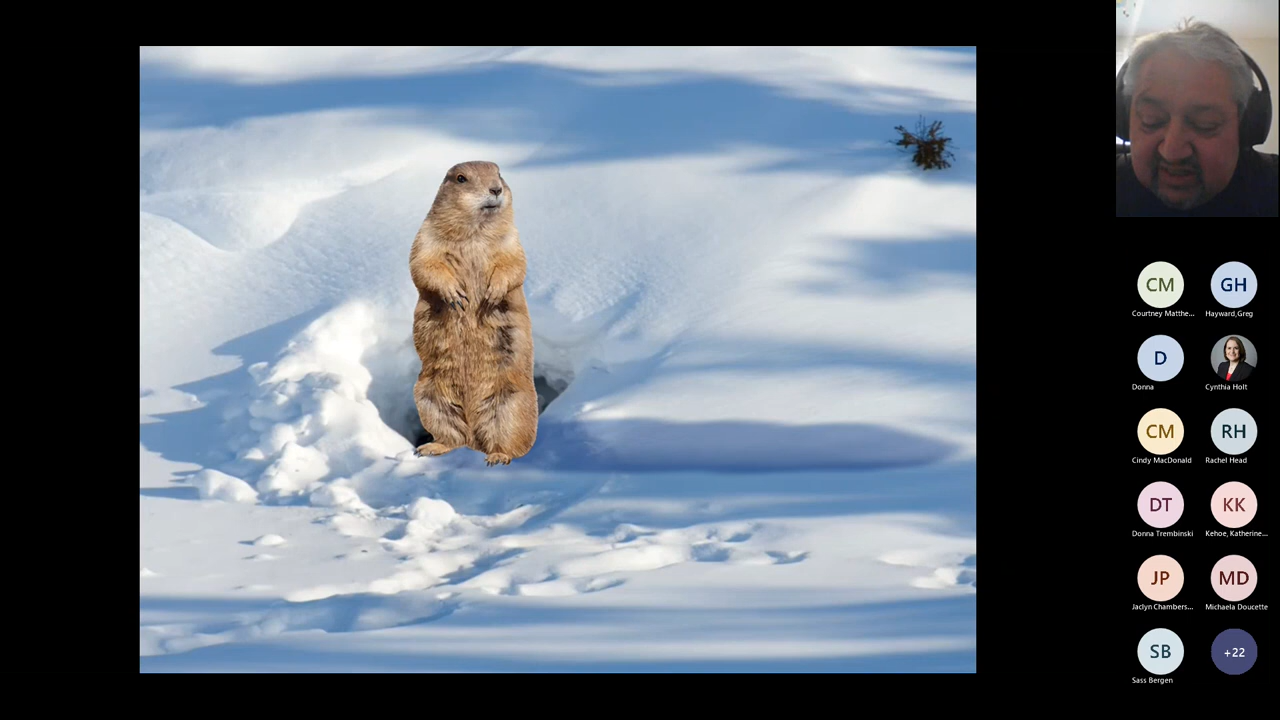 CM GH
Courtney Matthe... Hayward,Greg
D
Donna Cynthia Holt
CM RH
Cindy MacDonald Rachel Head
DT KK
Donna Trembinski Kehoe, Katherine...
JP MD
Jaclyn Chambers... Michaela Doucette
SB +22
Sass Bergen